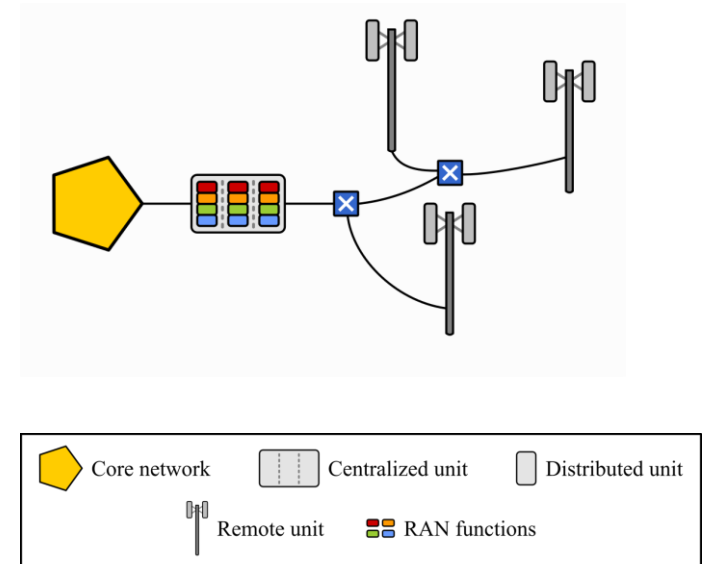 Core network Centralized unit Distributed unit
Remote unit RAN functions